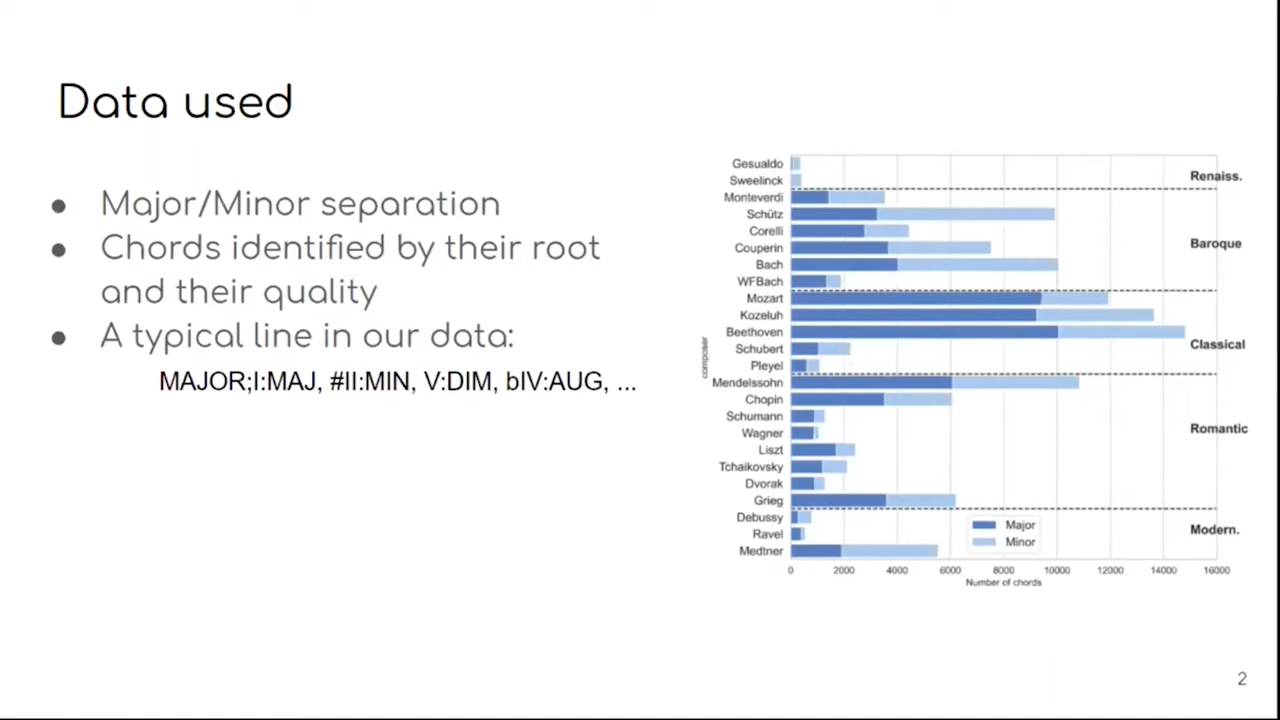 Data used
● Major/Minor separation
● Chords identified by their root
and their quality
● A typical line in our data:
MAJOR;I:MAJ, #II:MIN, V:DIM, bIV:AUG, ...
composer
Gesualdo
Sweelinck
Monteverdi
Schütz
Corelli
Couperin
Bach
WFBach
Mozart
Kozeluh
Beethoven
Schubert
Pleyel
Mendelssohn
Chopin
Schumann
Wagner
Liszt
Tchaikovsky
Dvorak
Grieg
Debussy
Ravel
Medtner
Renaiss.
Baroque
Classical
Romantic
Modern.
Major
Minor
0 2000 4000 6000 8000 10000 12000 14000 16000
Number of chords
2